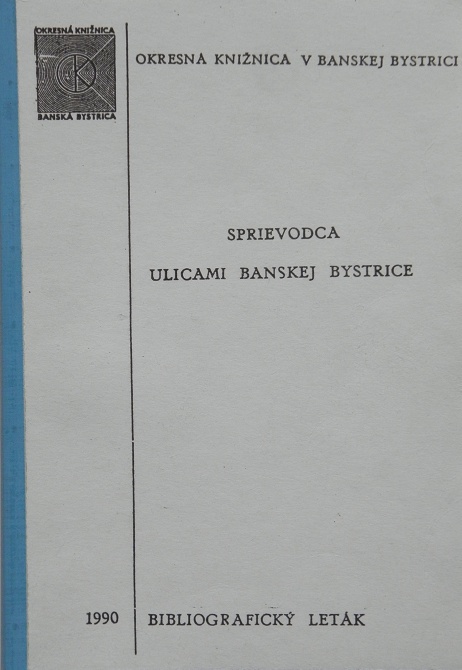 OKRESNÁ KNIŽNICA
BANSKÁ BYSTRICA
OKRESNÁ KNIŽNICA V BANSKEJ BYSTRICI
SPRIEVODCA
ULICAMI BANSKEJ BYSTRICE
1990 BIBLIOGRAFICKÝ LETÁK